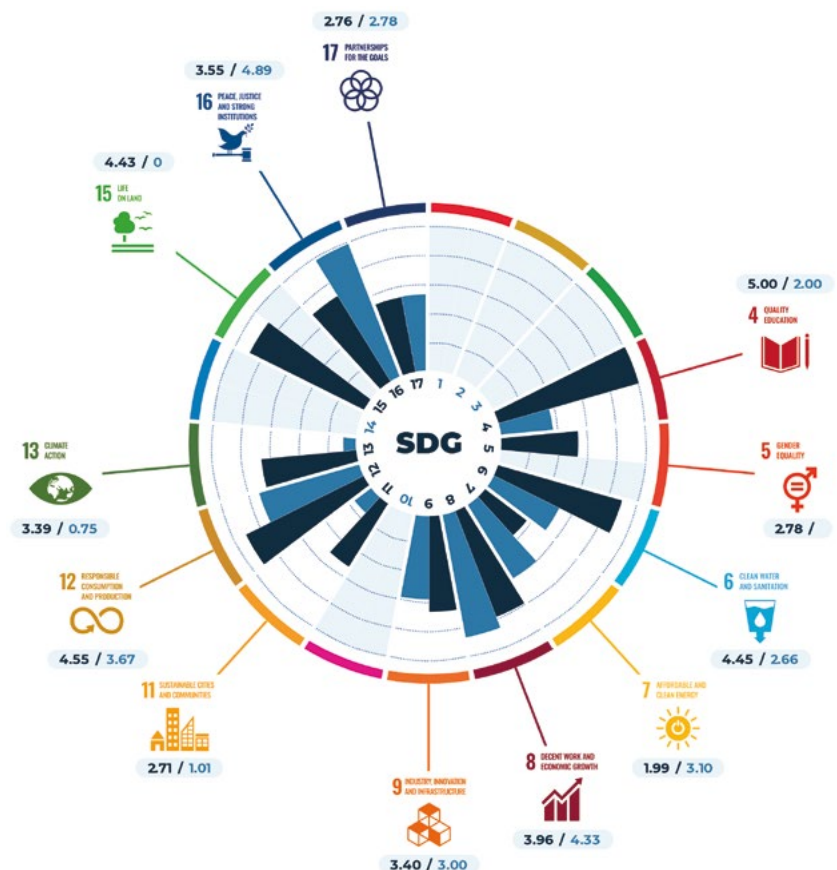 2.76 / 2.78
17 PARTNERSHIPS
FOR THE GOALS
3.55 / 4.89
16 PEACE, JUSTICE
AND STRONG
INSTITUTIONS
4.43 / 0
15 LIFE
ON LAND
5.00 / 2.00
4 QUALITY
EDUCATION
5 GENDER
EQUALITY
2.78 /
6 CLEAN WATER
AND SANITATION
4.45 / 2.66
7 AFFORDABLE AND
CLEAN ENERGY
1.99 / 3.10
8 DECENT WORK AND
ECONOMIC GROWTH
3.96 / 4.33
9 INDUSTRY, INNOVATION
AND INFRASTRUCTURE
3.40 / 3.00
11 SUSTAINABLE CITIES
AND COMMUNITIES
2.71 / 1.01
12 RESPONSIBLE
CONSUMPTION
AND PRODUCTION
4.55 / 3.67
13 CLIMATE
ACTION
3.39 / 0.75
SDG
1
2
3
4
5
6
7
8
9
10
11
12
13
14
15
16
17